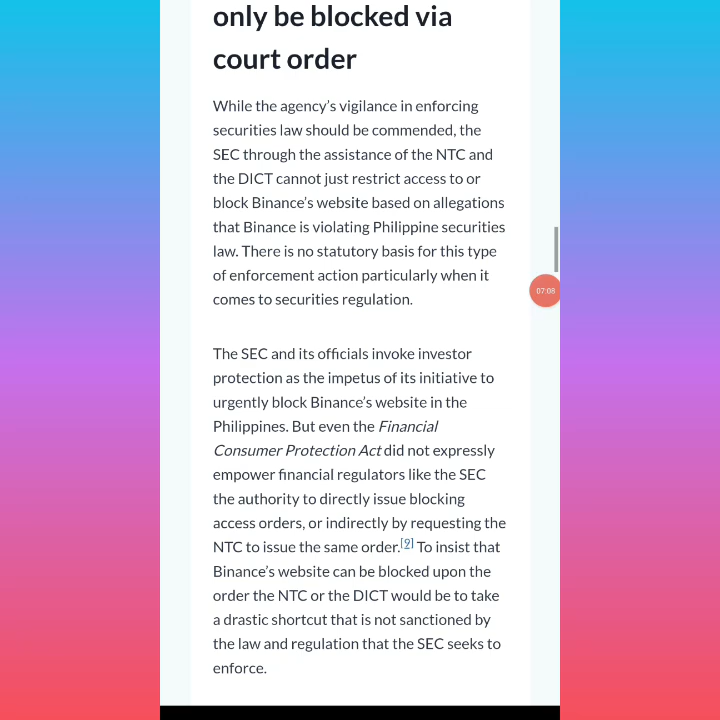 only be blocked via
court order
While the agency’s vigilance in enforcing
securities law should be commended, the
SEC through the assistance of the NTC and
the DICT cannot just restrict access to or
block Binance’s website based on allegations
that Binance is violating Philippine securities
law. There is no statutory basis for this type
of enforcement action particularly when it
comes to securities regulation.
07:08
The SEC and its officials invoke investor
protection as the impetus of its initiative to
urgently block Binance’s website in the
Philippines. But even the Financial
Consumer Protection Act did not expressly
empower financial regulators like the SEC
the authority to directly issue blocking
access orders, or indirectly by requesting the
NTC to issue the same order.[9] To insist that
Binance’s website can be blocked upon the
order the NTC or the DICT would be to take
a drastic shortcut that is not sanctioned by
the law and regulation that the SEC seeks to
enforce.